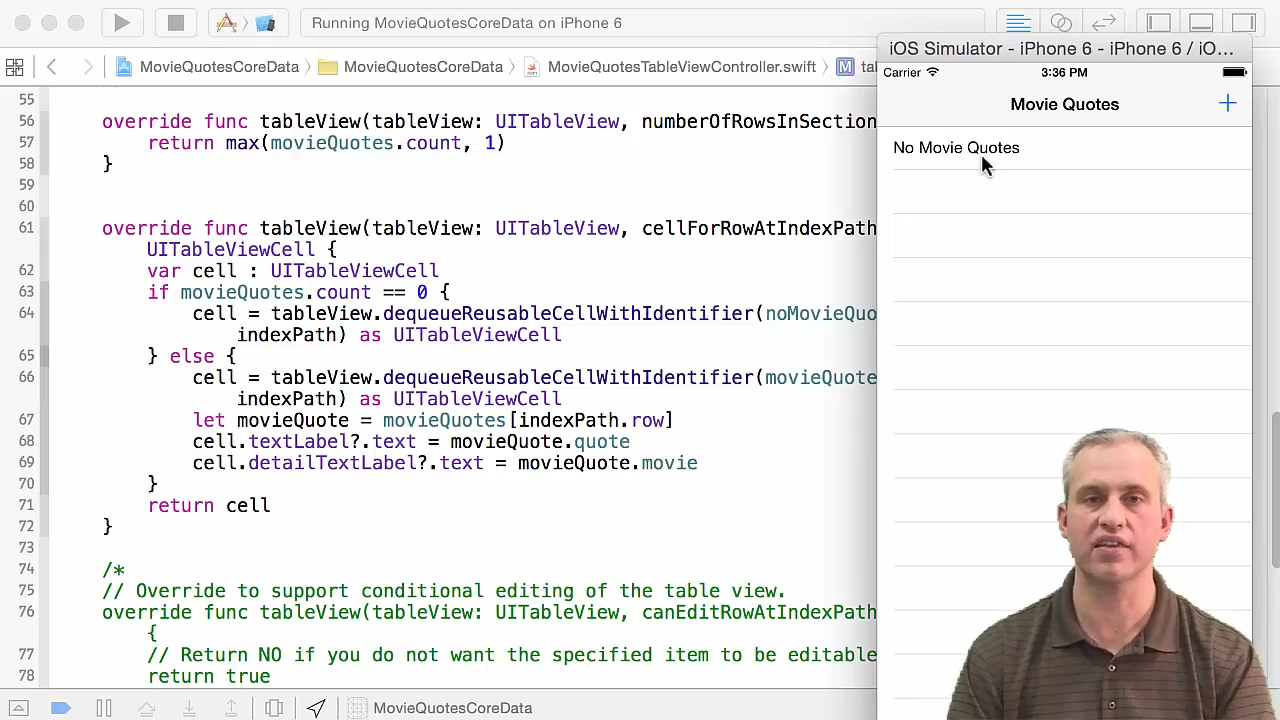 Running MovieQuotesCoreData on iPhone 6
iOS Simulator - iPhone 6 - iPhone 6 / iO...
MovieQuotesCoreData
MovieQuotesCoreData
MovieQuotesTableViewController.swift
M
Carrier
3:36 PM
Movie Quotes
+
No Movie Quotes
55
56 override func tableView(tableView: UITableView, numberOfRowsInSection
57 return max(movieQuotes.count, 1)
58 }
59
60
61 override func tableView(tableView: UITableView, cellForRowAtIndexPath
UITableViewCell {
62 var cell : UITableViewCell
63 if movieQuotes.count == 0 {
64 cell = tableView.dequeueReusableCellWithIdentifier(noMovieQuo
indexPath) as UITableViewCell
65 } else {
66 cell = tableView.dequeueReusableCellWithIdentifier(movieQuote
indexPath) as UITableViewCell
67 let movieQuote = movieQuotes[indexPath.row]
68 cell.textLabel?.text = movieQuote.quote
69 cell.detailTextLabel?.text = movieQuote.movie
70 }
71 return cell
72 }
73
74 /*
75 // Override to support conditional editing of the table view.
76 override func tableView(tableView: UITableView, canEditRowAtIndexPath
{
77 // Return NO if you do not want the specified item to be editable
78 return true
MovieQuotesCoreData